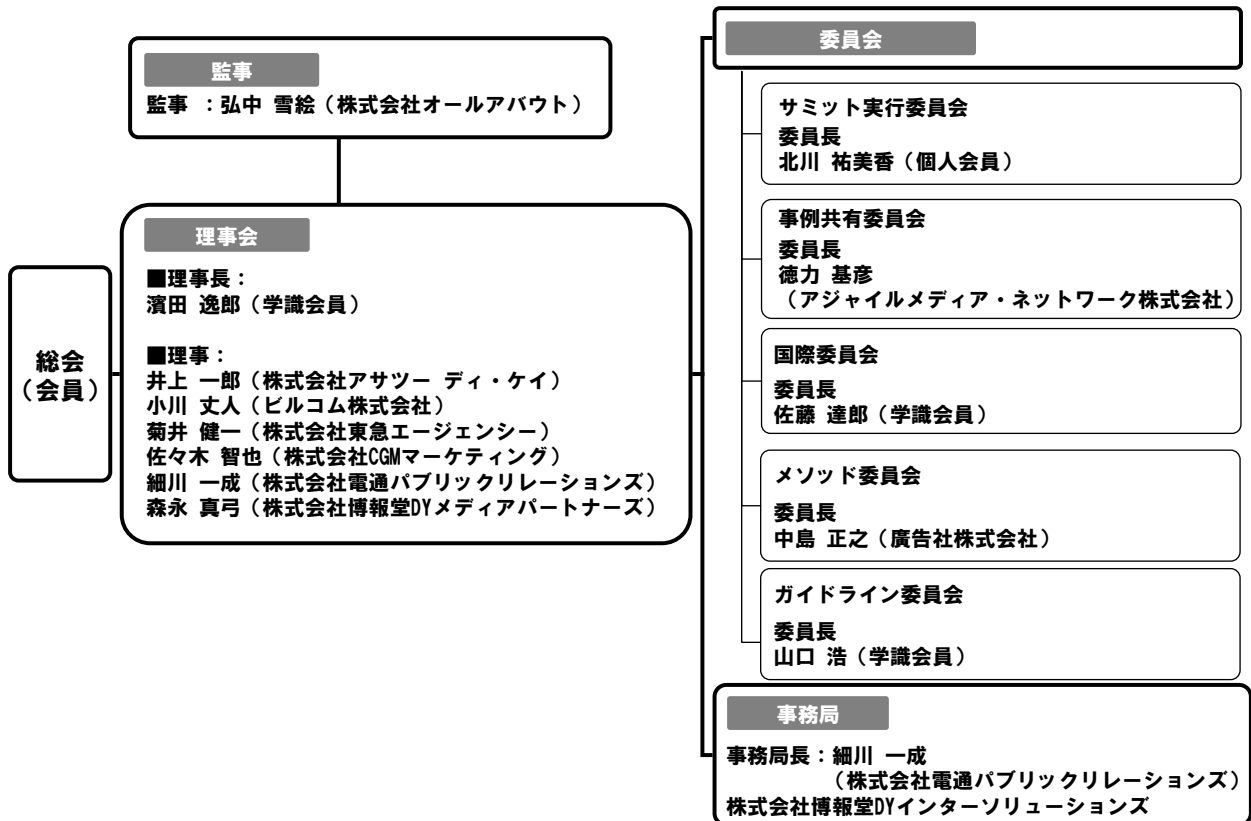 監事
監事 :弘中 雪絵(株式会社オールアバウト)
総会
(会員)
理事会
■理事長:
濱田 逸郎(学識会員)
■理事:
井上 一郎(株式会社アサツー ディ・ケイ)
小川 丈人(ビルコム株式会社)
菊井 健一(株式会社東急エージェンシー)
佐々木 智也(株式会社CGMマーケティング)
細川 一成(株式会社電通パブリックリレーションズ)
森永 真弓(株式会社博報堂DYメディアパートナーズ)
委員会
サミット実行委員会
委員長
北川 祐美香(個人会員)
事例共有委員会
委員長
徳力 基彦
(アジャイルメディア・ネットワーク株式会社)
国際委員会
委員長
佐藤 達郎(学識会員)
メソッド委員会
委員長
中島 正之(廣告社株式会社)
ガイドライン委員会
委員長
山口 浩(学識会員)
事務局
事務局長:細川 一成
(株式会社電通パブリックリレーションズ)
株式会社博報堂DYインターソリューションズ